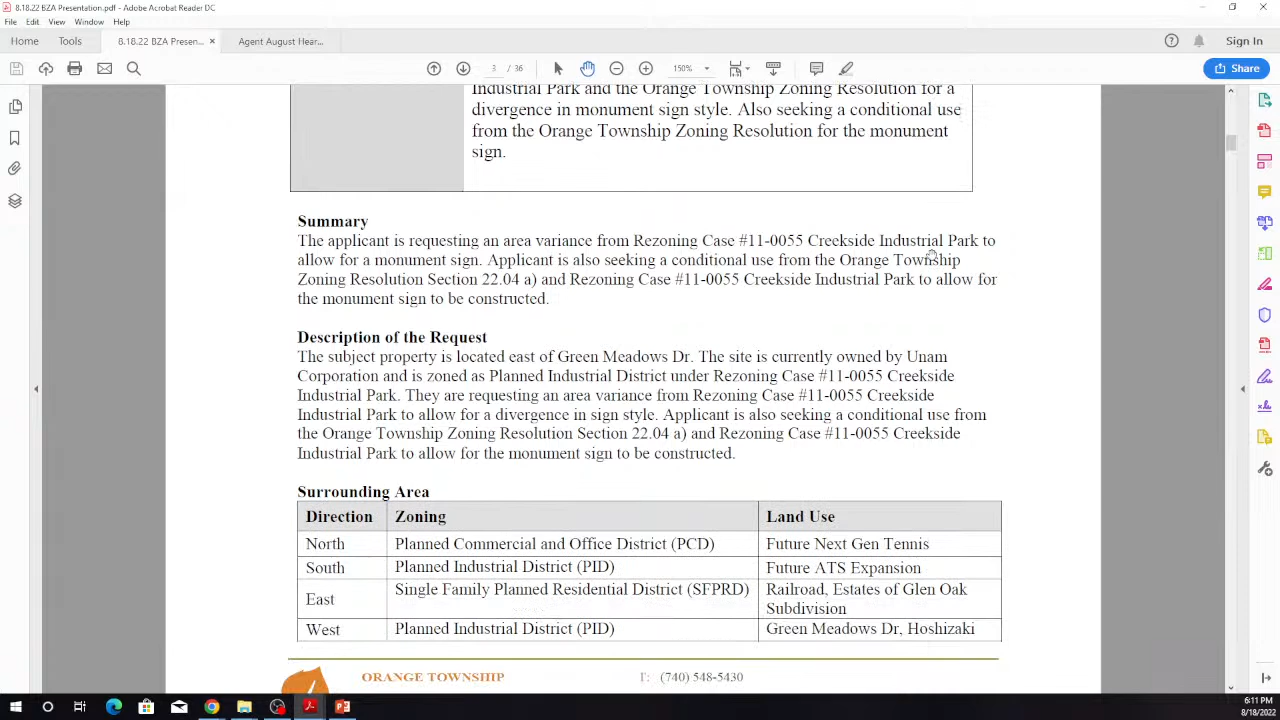 8.18.22 BZA Presentation.pdf - Adobe Acrobat Reader DC
File Edit View Window Help
Home Tools 8.18.22 BZA Presen... × Agent August Hear... Sign In
3 / 36 150% Share
Industrial Park and the Orange Township Zoning Resolution for a
divergence in monument sign style. Also seeking a conditional use
from the Orange Township Zoning Resolution for the monument
sign.
Summary
The applicant is requesting an area variance from Rezoning Case #11-0055 Creekside Industrial Park to
allow for a monument sign. Applicant is also seeking a conditional use from the Orange Township
Zoning Resolution Section 22.04 a) and Rezoning Case #11-0055 Creekside Industrial Park to allow for
the monument sign to be constructed.
Description of the Request
The subject property is located east of Green Meadows Dr. The site is currently owned by Unam
Corporation and is zoned as Planned Industrial District under Rezoning Case #11-0055 Creekside
Industrial Park. They are requesting an area variance from Rezoning Case #11-0055 Creekside
Industrial Park to allow for a divergence in sign style. Applicant is also seeking a conditional use from
the Orange Township Zoning Resolution Section 22.04 a) and Rezoning Case #11-0055 Creekside
Industrial Park to allow for the monument sign to be constructed.
Surrounding Area
Direction Zoning Land Use
North Planned Commercial and Office District (PCD) Future Next Gen Tennis
South Planned Industrial District (PID) Future ATS Expansion
East Single Family Planned Residential District (SFPRD) Railroad, Estates of Glen Oak
Subdivision
West Planned Industrial District (PID) Green Meadows Dr, Hoshizaki
ORANGE TOWNSHIP T: (740) 548-5430
6:11 PM
8/18/2022